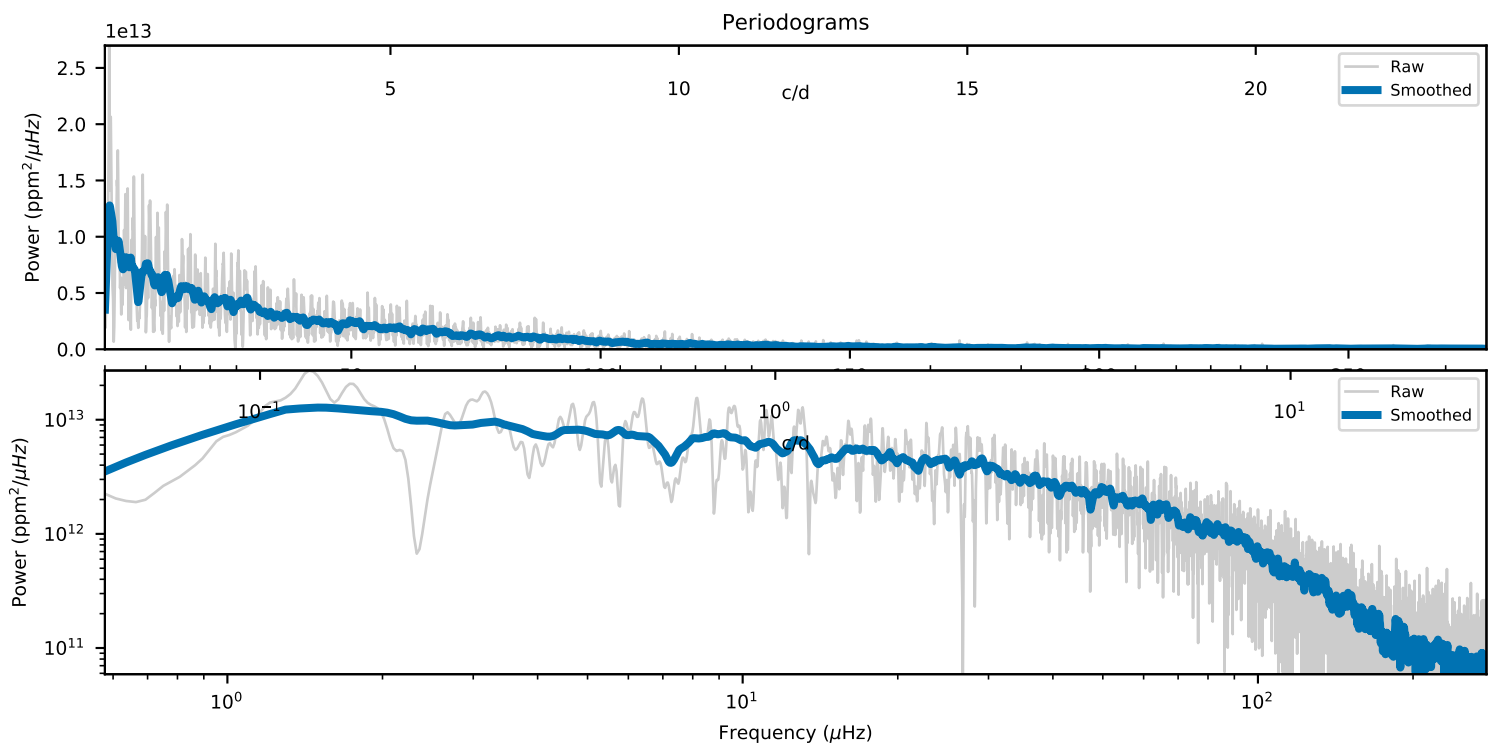 Periodograms
1e13
5 10 15 20
c/d
Raw
Smoothed
2.5
2.0
1.5
1.0
0.5
0.0
Power (ppm²/μHz)
10⁻¹ 10⁰ 10¹
c/d
Raw
Smoothed
10¹³
10¹²
10¹¹
Power (ppm²/μHz)
10⁰ 10¹ 10²
Frequency (μHz)